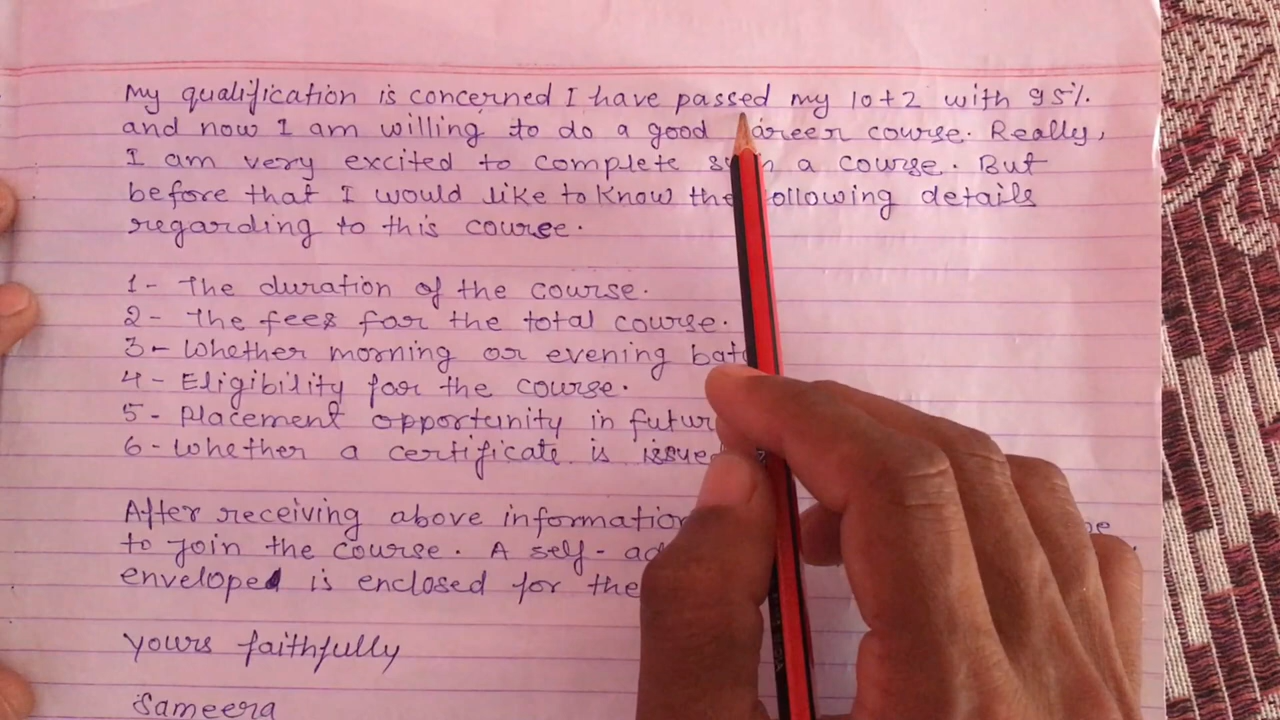 My qualification is concerned I have passed my 10+2 with 95%.
and now I am willing to do a good career course. Really,
I am very excited to complete such a course. But
before that I would like to know the following details
regarding to this course.
1- The duration of the course.
2- The fees for the total course.
3- Whether morning or evening
4- Eligibility for the course.
5- Placement opportunity in future
6- Whether a certificate is issued
After receiving above information
to join the course. A self-
enveloped is enclosed for the
Yours faithfully
Sameera